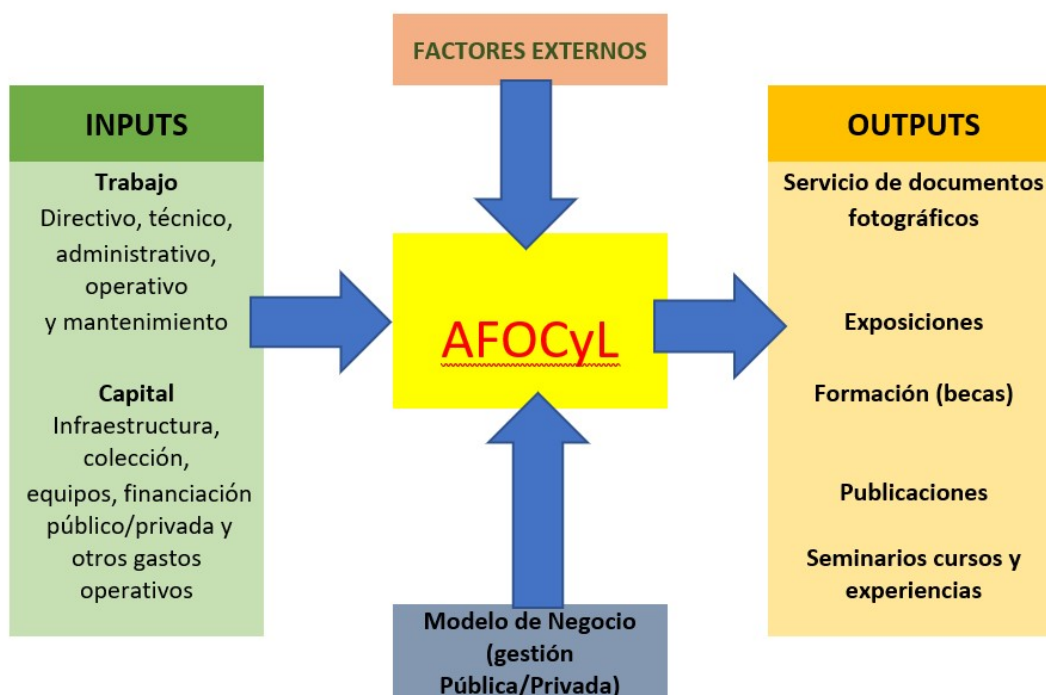 FACTORES EXTERNOS
INPUTS
Trabajo
Directivo, técnico,
administrativo,
operativo
y mantenimiento
Capital
Infraestructura,
colección,
equipos, financiación
público/privada y
otros gastos
operativos
AFOCyL
Modelo de Negocio
(gestión
Pública/Privada)
OUTPUTS
Servicio de documentos
fotográficos
Exposiciones
Formación (becas)
Publicaciones
Seminarios cursos y
experiencias